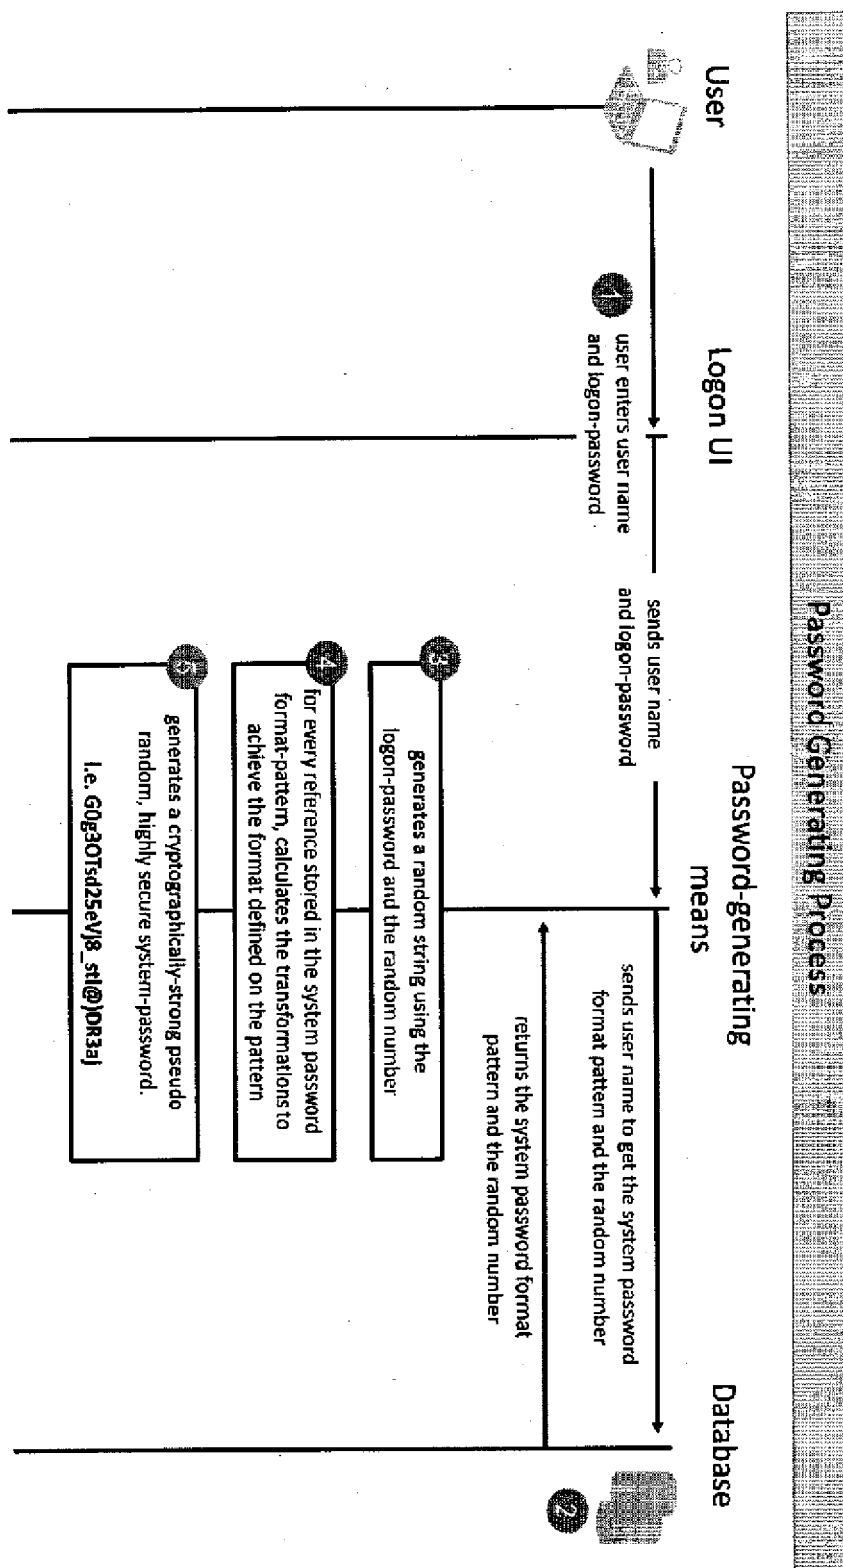 Password Generating Process
User
Logon UI
Password-generating
means
Database
1
user enters user name
and logon-password
sends user name
and logon-password
sends user name to get the system password
format pattern and the random number
2
returns the system password format
pattern and the random number
3
generates a random string using the
logon-password and the random number
4
for every reference stored in the system password
format-pattern, calculates the transformations to
achieve the format defined on the pattern
5
generates a cryptographically-strong pseudo
random, highly secure system-password.
i.e. G0g3OTsd25eVj8_stl@)OR3aj